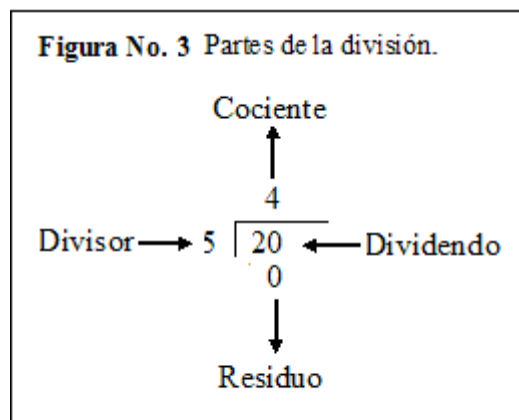 Figura No. 3 Partes de la división.
Cociente
4
Divisor 5 20 Dividendo
0
Residuo